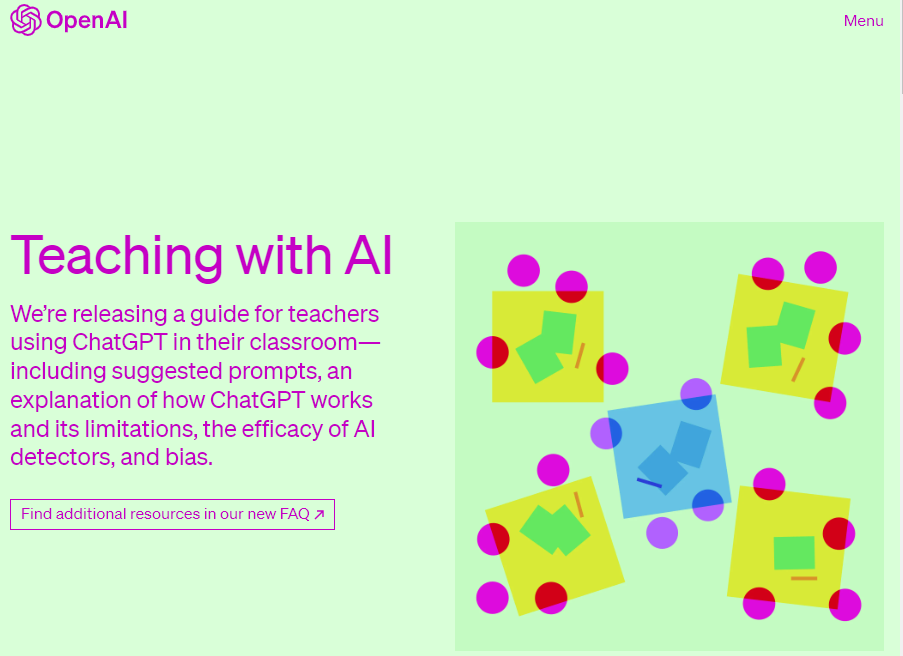 OpenAI
Menu
Teaching with AI
We’re releasing a guide for teachers
using ChatGPT in their classroom—
including suggested prompts, an
explanation of how ChatGPT works
and its limitations, the efficacy of AI
detectors, and bias.
Find additional resources in our new FAQ ↗